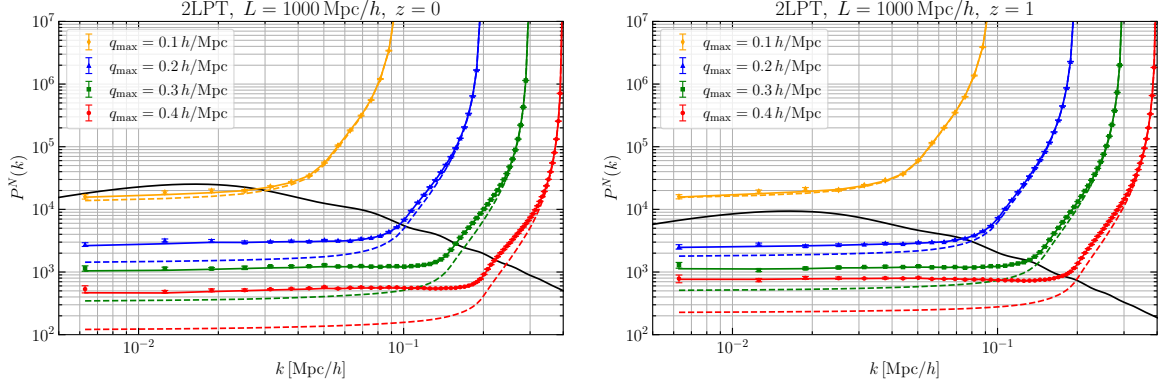 2LPT, L = 1000 Mpc/h, z = 0
10^7
10^6
10^5
10^4
10^3
10^2
P^N(k)
q_max = 0.1 h/Mpc
q_max = 0.2 h/Mpc
q_max = 0.3 h/Mpc
q_max = 0.4 h/Mpc
10^−2
10^−1
k [Mpc/h]
2LPT, L = 1000 Mpc/h, z = 1
10^7
10^6
10^5
10^4
10^3
10^2
P^N(k)
q_max = 0.1 h/Mpc
q_max = 0.2 h/Mpc
q_max = 0.3 h/Mpc
q_max = 0.4 h/Mpc
10^−2
10^−1
k [Mpc/h]